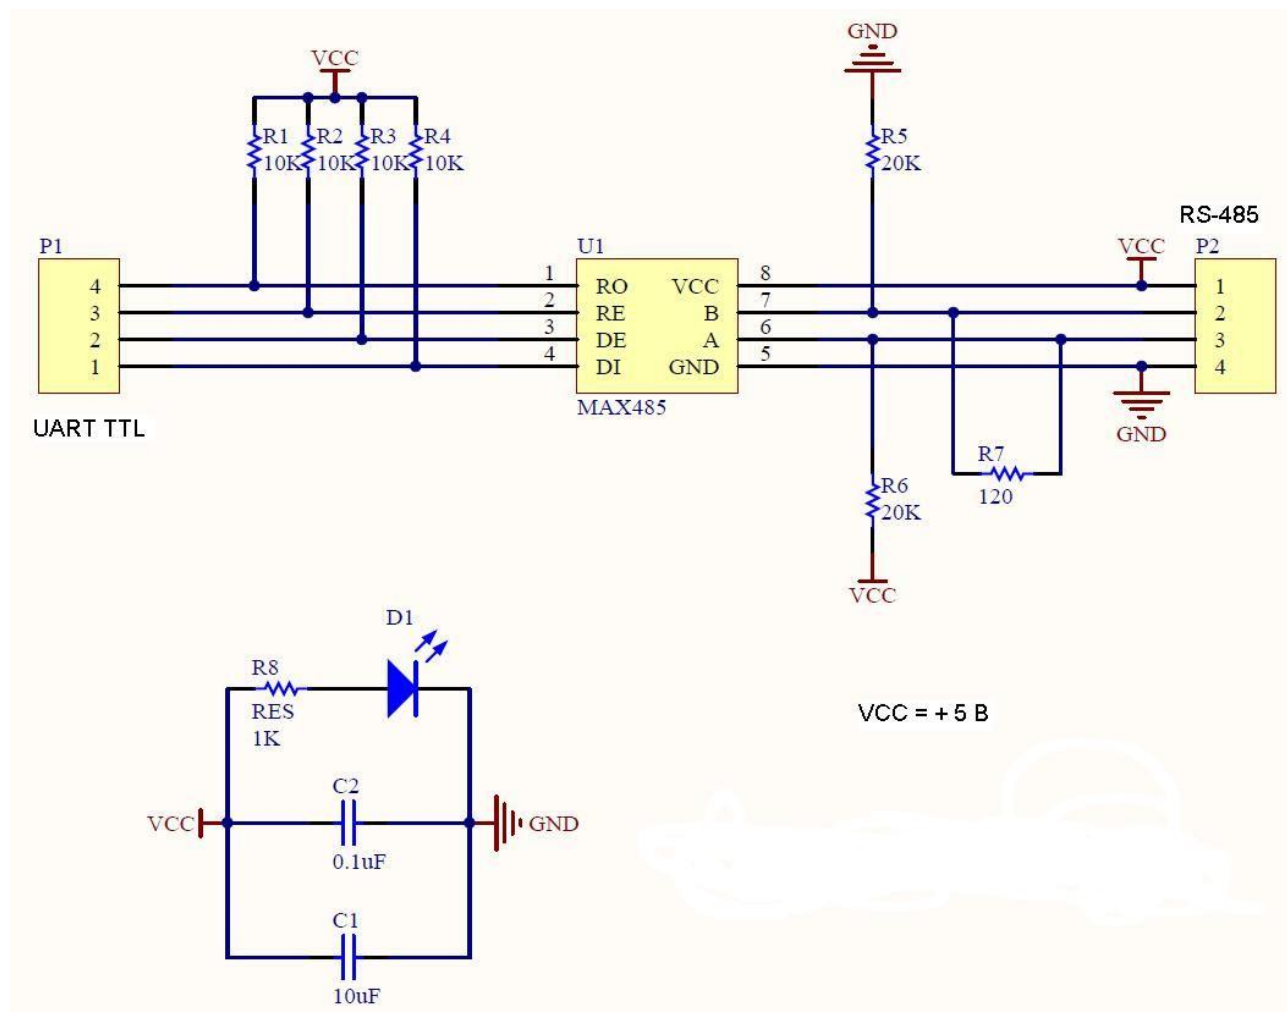 GND
VCC
R1
10K
R2
10K
R3
10K
R4
10K
R5
20K
RS-485
P1
4
3
2
1
UART TTL
U1
1
2
3
4
RO
RE
DE
DI
VCC
B
A
GND
8
7
6
5
MAX485
VCC
P2
1
2
3
4
GND
R7
120
R6
20K
VCC
D1
R8
RES
1K
VCC = + 5 B
C2
VCC
GND
0.1uF
C1
10uF